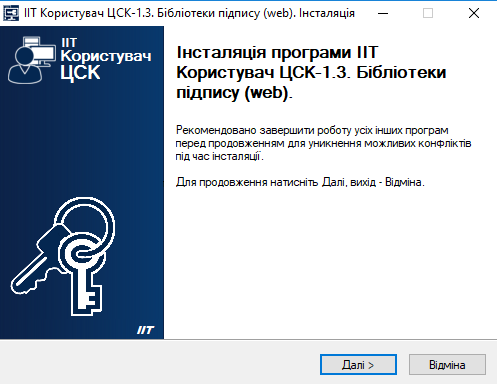 ІІТ Користувач ЦСК-1.3. Бібліотеки підпису (web). Інсталяція
ІІТ
Користувач
ЦСК
Інсталяція програми ІІТ
Користувач ЦСК-1.3. Бібліотеки
підпису (web).
Рекомендовано завершити роботу усіх інших програм
перед продовженням для уникнення можливих конфліктів
під час інсталяції.
Для продовження натисніть Далі, вихід - Відміна.
ІІТ
Далі >
Відміна